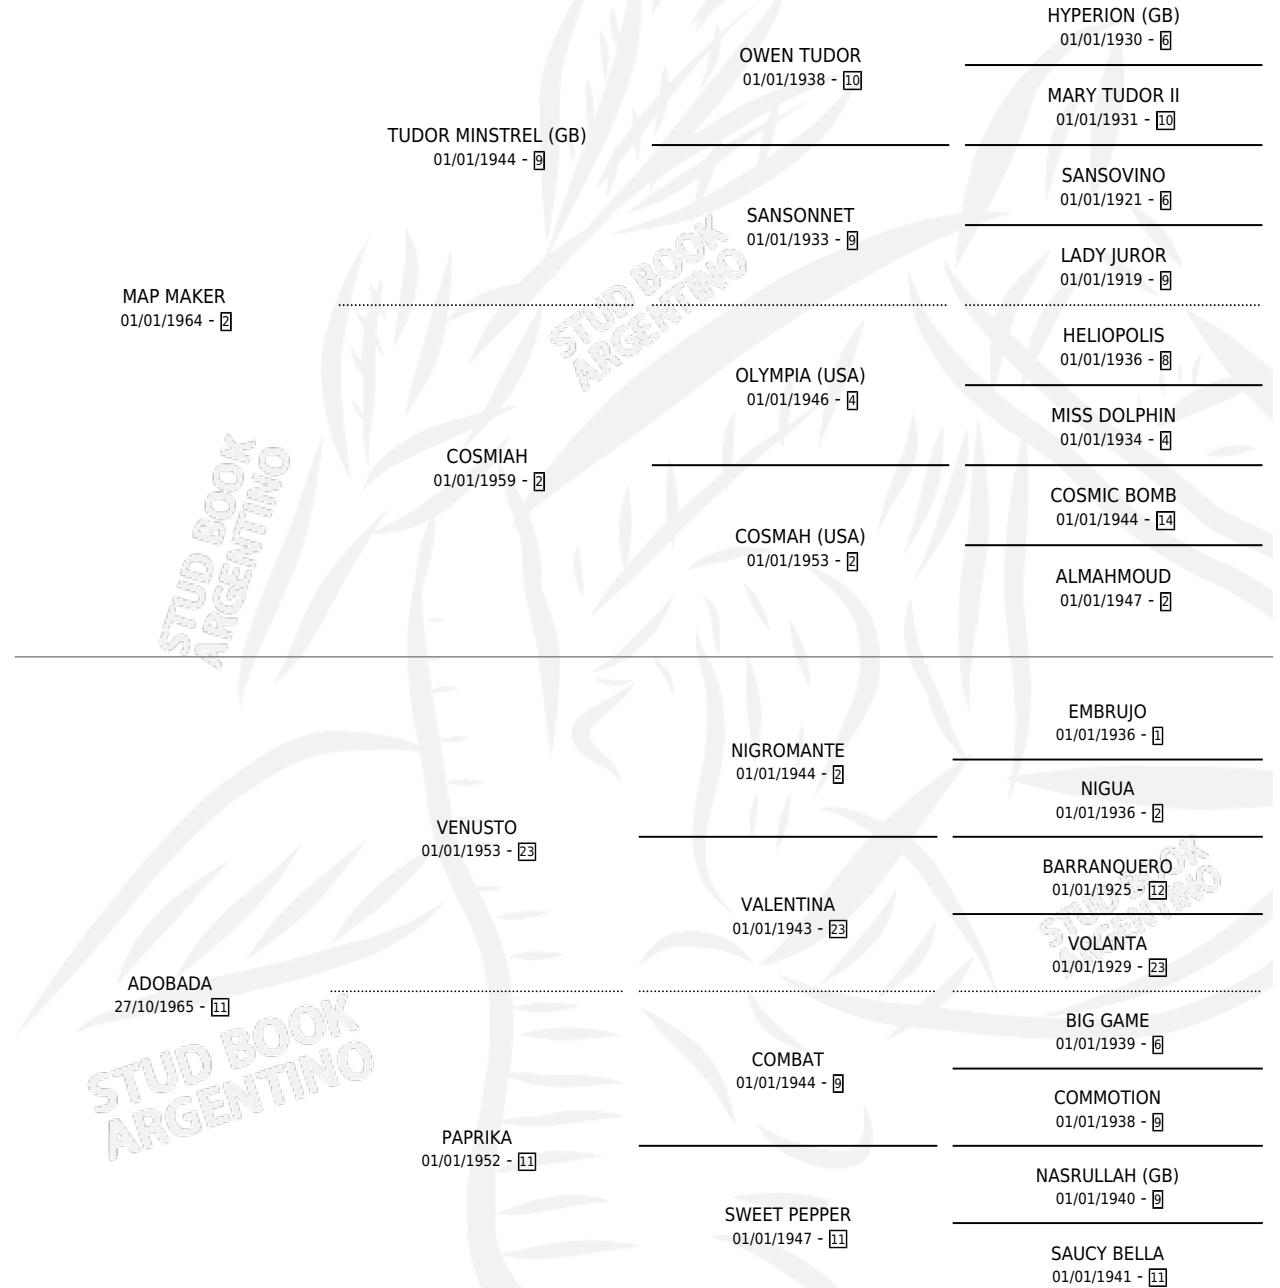 HYPERION (GB)
01/01/1930 - 6
OWEN TUDOR
01/01/1938 - 10
MARY TUDOR II
01/01/1931 - 10
TUDOR MINSTREL (GB)
01/01/1944 - 9
SANSOVINO
01/01/1921 - 6
SANSONNET
01/01/1933 - 9
LADY JUROR
01/01/1919 - 9
MAP MAKER
01/01/1964 - 2
HELIOPOLIS
01/01/1936 - 8
OLYMPIA (USA)
01/01/1946 - 4
MISS DOLPHIN
01/01/1934 - 4
COSMIAH
01/01/1959 - 2
COSMIC BOMB
01/01/1944 - 14
COSMAH (USA)
01/01/1953 - 2
ALMAHMOUD
01/01/1947 - 2
EMBRUJO
01/01/1936 - 1
NIGROMANTE
01/01/1944 - 2
NIGUA
01/01/1936 - 2
VENUSTO
01/01/1953 - 23
BARRANQUERO
01/01/1925 - 12
VALENTINA
01/01/1943 - 23
VOLANTA
01/01/1929 - 23
ADOBADA
27/10/1965 - 11
BIG GAME
01/01/1939 - 6
COMBAT
01/01/1944 - 9
COMMOTION
01/01/1938 - 9
PAPRIKA
01/01/1952 - 11
NASRULLAH (GB)
01/01/1940 - 9
SWEET PEPPER
01/01/1947 - 11
SAUCY BELLA
01/01/1941 - 11
STUD BOOK
ARGENTINO
STUD BOOK
ARGENTINO
STUD BOOK
ARGENTINO
STUD BOOK
ARGENTINO